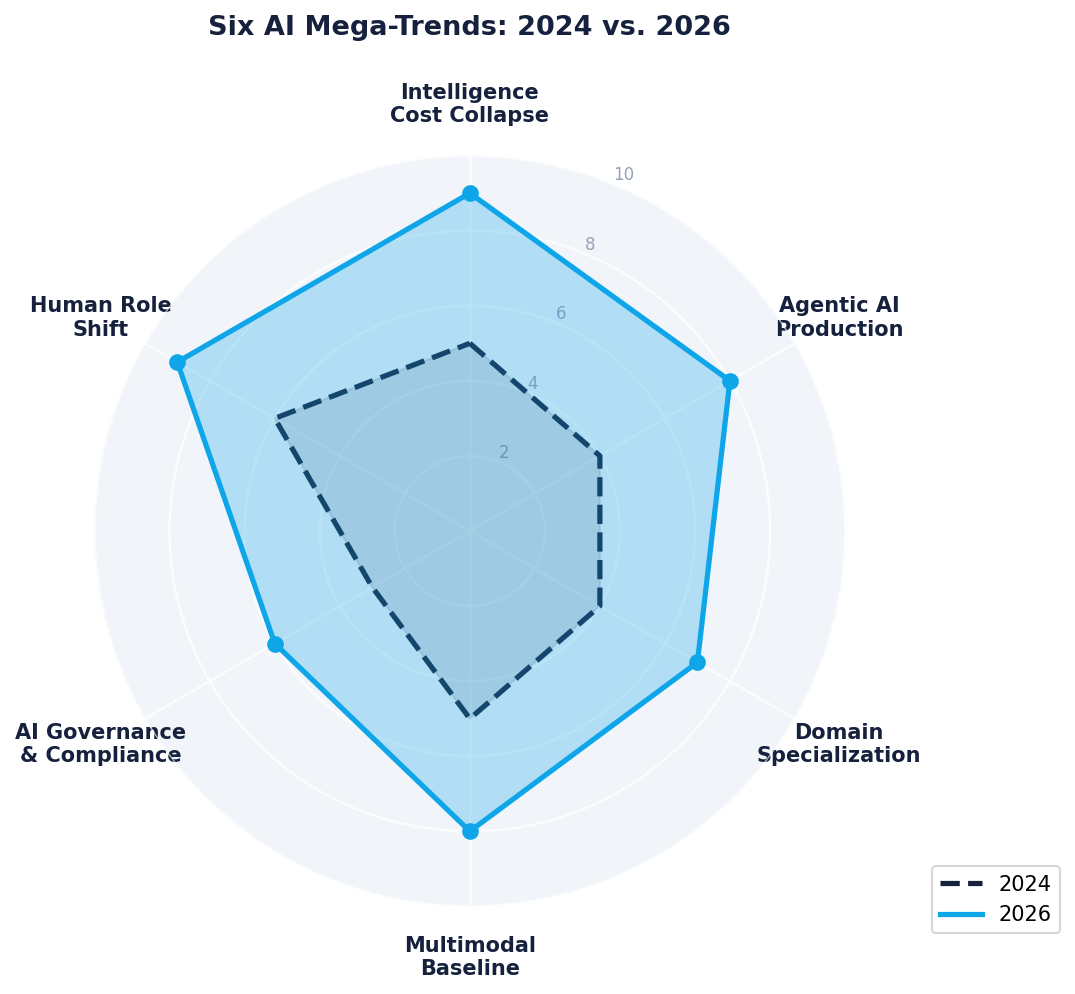 Six AI Mega-Trends: 2024 vs. 2026
Intelligence
Cost Collapse
10
8
6
4
2
Human Role
Shift
Agentic AI
Production
AI Governance
& Compliance
Domain
Specialization
Multimodal
Baseline
2024
2026